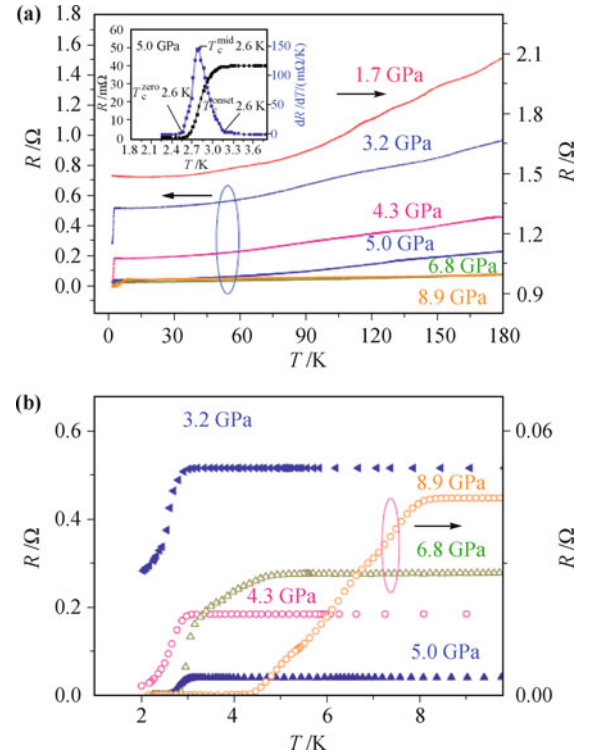 (a)
1.8
1.6
1.4
1.2
1.0
0.8
0.6
0.4
0.2
0.0
R /Ω
60
50
40
30
20
10
0
R / mΩ
5.0 GPa
T_c^mid 2.6 K
T_c^zero 2.6 K
T_c^onset 2.6 K
150
100
50
0
dR /dT/(mΩ/K)
1.8 2.1 2.4 2.7 3.0 3.3 3.6
T /K
1.7 GPa
3.2 GPa
4.3 GPa
5.0 GPa
6.8 GPa
8.9 GPa
2.1
1.8
1.5
1.2
0.9
R /Ω
0 30 60 90 120 150 180
T /K
(b)
0.6
0.4
0.2
0.0
R /Ω
3.2 GPa
8.9 GPa
6.8 GPa
4.3 GPa
5.0 GPa
0.06
0.00
R /Ω
2 4 6 8
T /K